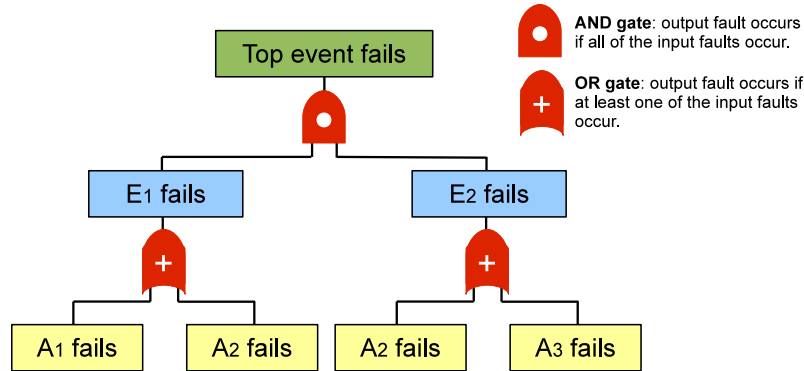 Top event fails
AND gate: output fault occurs
if all of the input faults occur.
OR gate: output fault occurs if
at least one of the input faults
occur.
E1 fails
E2 fails
A1 fails
A2 fails
A2 fails
A3 fails